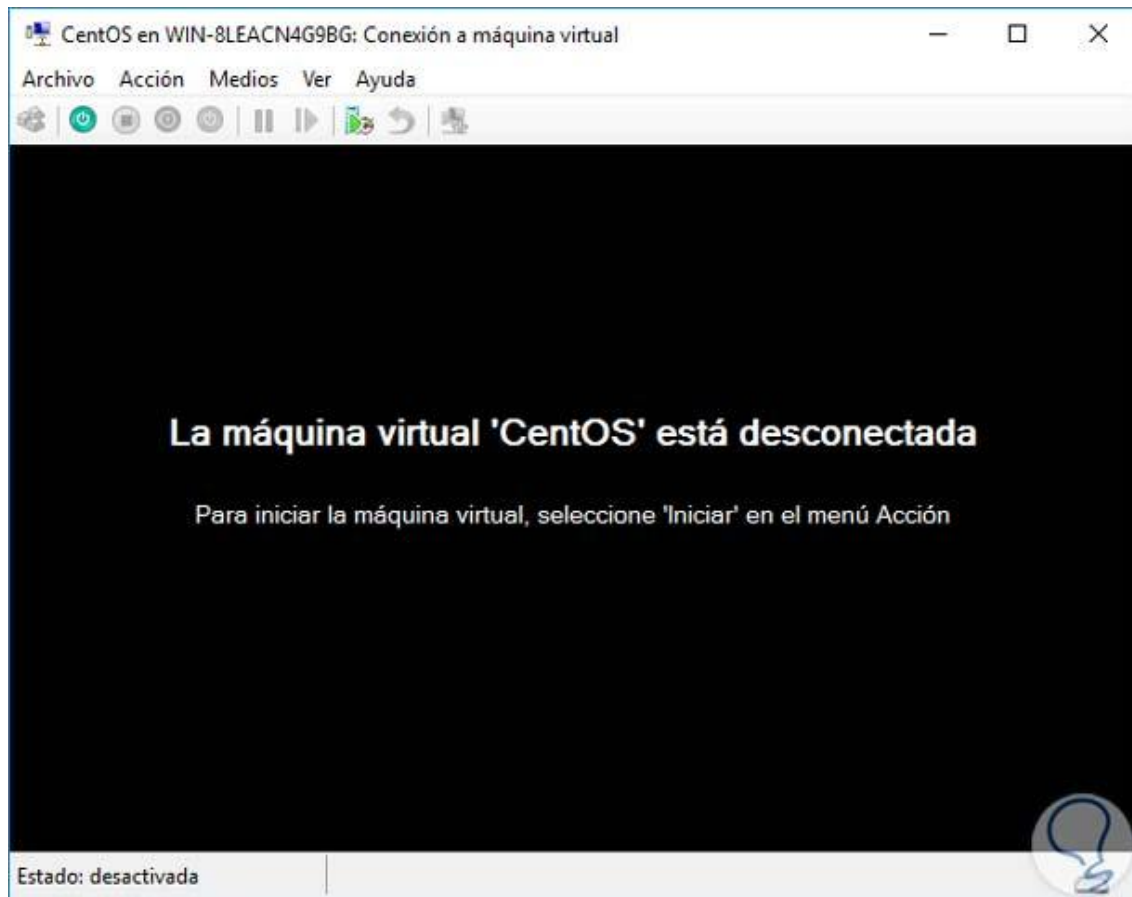 CentOS en WIN-8LEACN4G9BG: Conexión a máquina virtual
Archivo Acción Medios Ver Ayuda
La máquina virtual 'CentOS' está desconectada
Para iniciar la máquina virtual, seleccione 'Iniciar' en el menú Acción
Estado: desactivada